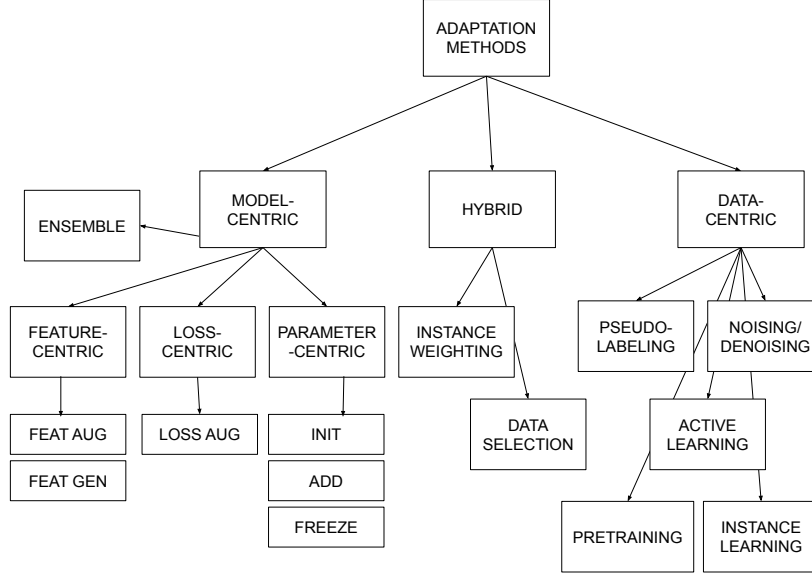 ADAPTATION
METHODS
MODEL-
CENTRIC
HYBRID
DATA-
CENTRIC
ENSEMBLE
FEATURE-
CENTRIC
LOSS-
CENTRIC
PARAMETER
-CENTRIC
INSTANCE
WEIGHTING
PSEUDO-
LABELING
NOISING/
DENOISING
FEAT AUG
LOSS AUG
INIT
DATA
SELECTION
ACTIVE
LEARNING
FEAT GEN
ADD
FREEZE
PRETRAINING
INSTANCE
LEARNING